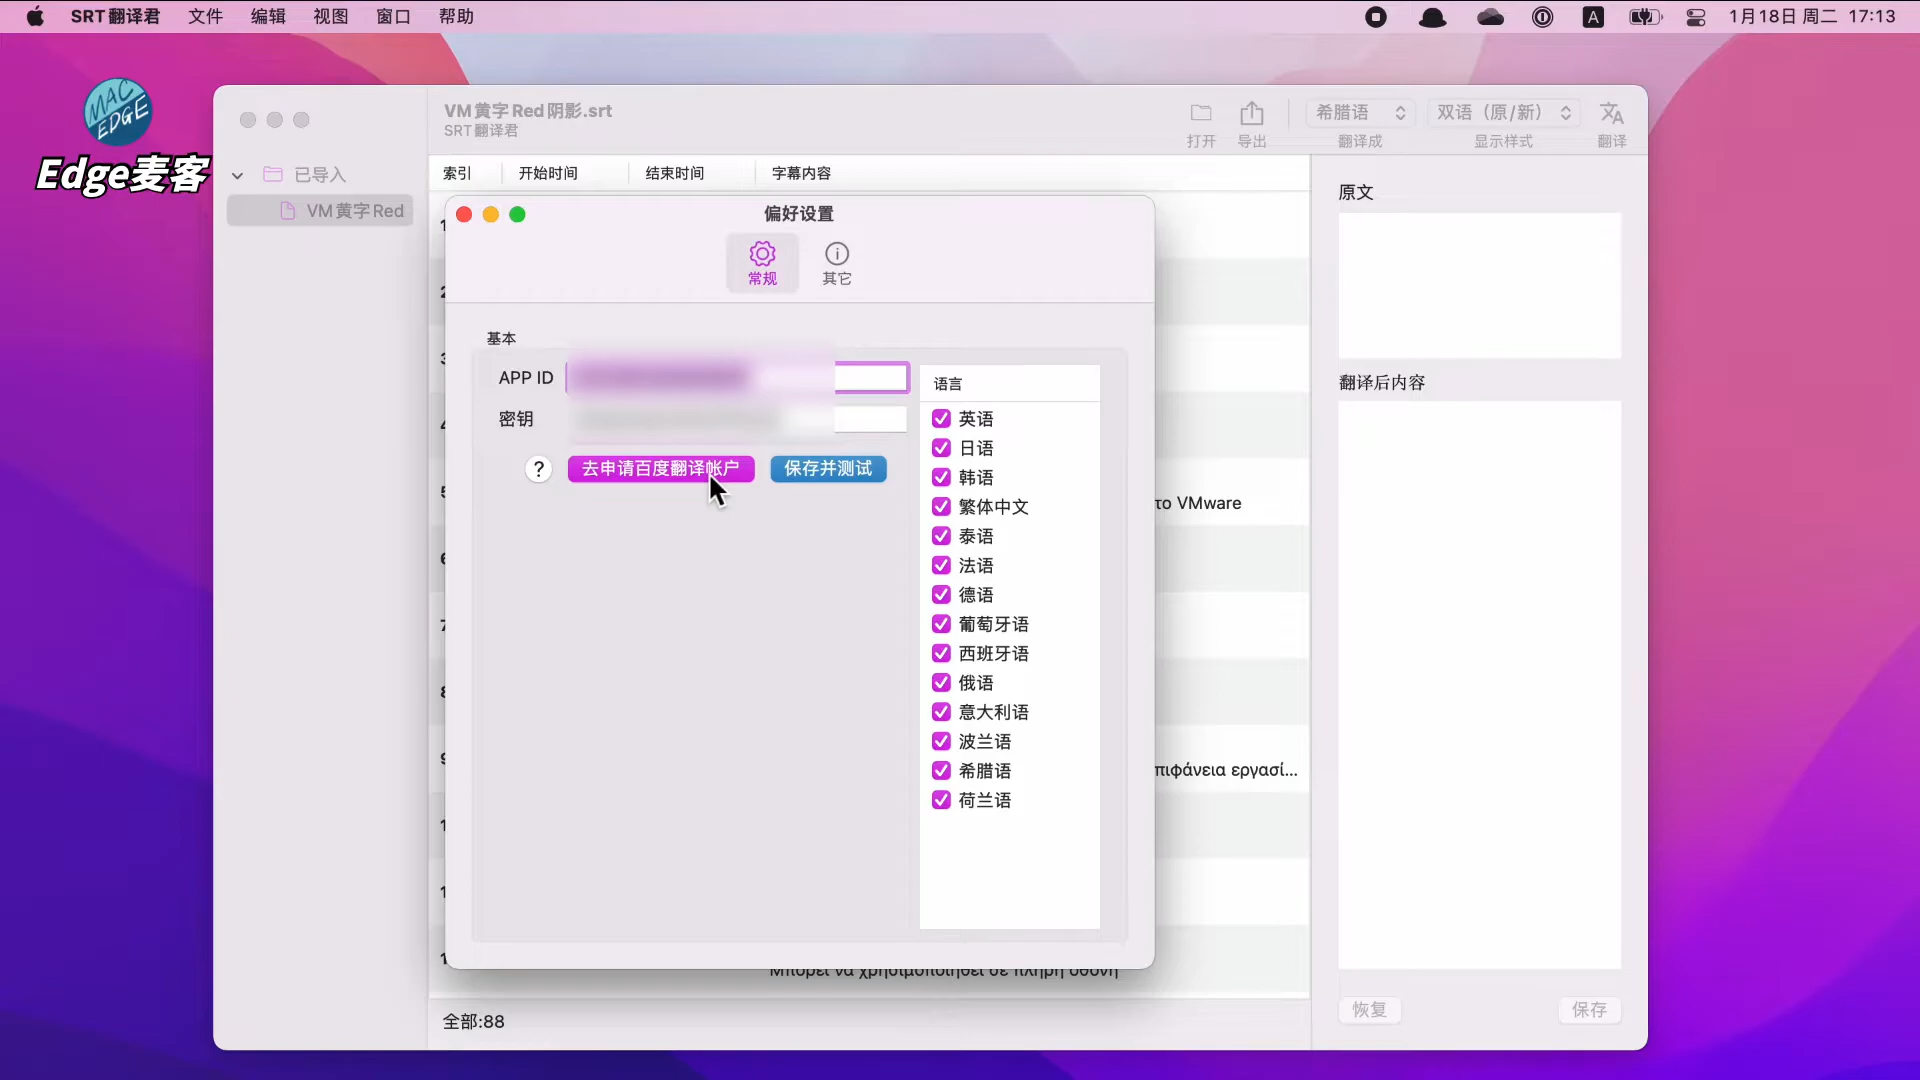 SRT翻译君 文件 编辑 视图 窗口 帮助 A 1月18日 周二 17:13
MAC EDGE
Edge麦客
VM黄字Red阴影.srt
SRT翻译君
希腊语 双语（原/新）
打开 导出 翻译成 显示样式 翻译
已导入
VM黄字Red
索引 开始时间 结束时间 字幕内容
偏好设置
常规 其它
基本
APP ID
密钥
? 去申请百度翻译帐户 保存并测试
语言
英语
日语
韩语
繁体中文
泰语
法语
德语
葡萄牙语
西班牙语
俄语
意大利语
波兰语
希腊语
荷兰语
το VMware
πιφάνεια εργασί...
Μπορεί να χρησιμοποιηθεί σε πλήρη οθόνη
全部:88
原文
翻译后内容
恢复 保存